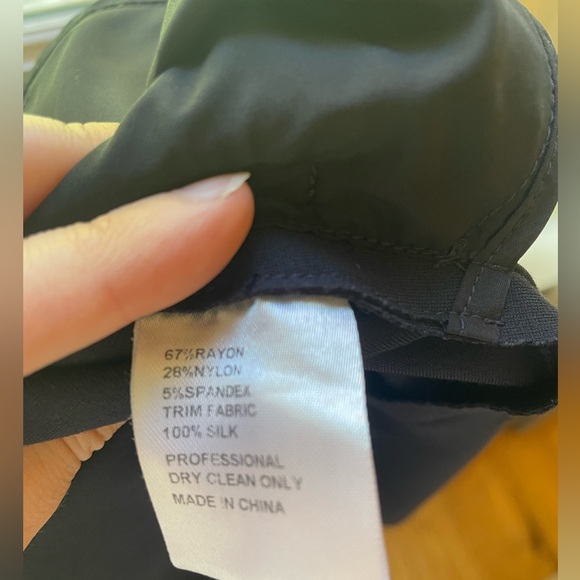 67%RAYON
28%NYLON
5%SPANDEX
TRIM FABRIC
100% SILK
PROFESSIONAL
DRY CLEAN ONLY
MADE IN CHINA